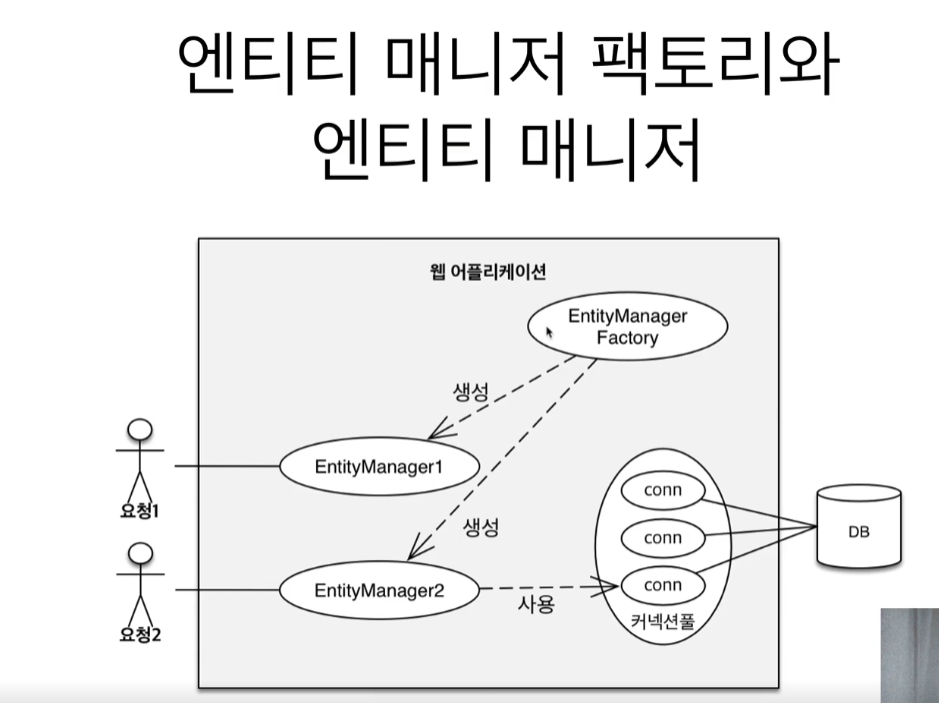 엔티티 매니저 팩토리와
엔티티 매니저
웹 어플리케이션
EntityManager
Factory
생성
EntityManager1
요청1
생성
EntityManager2
요청2
사용
conn
conn
conn
커넥션풀
DB